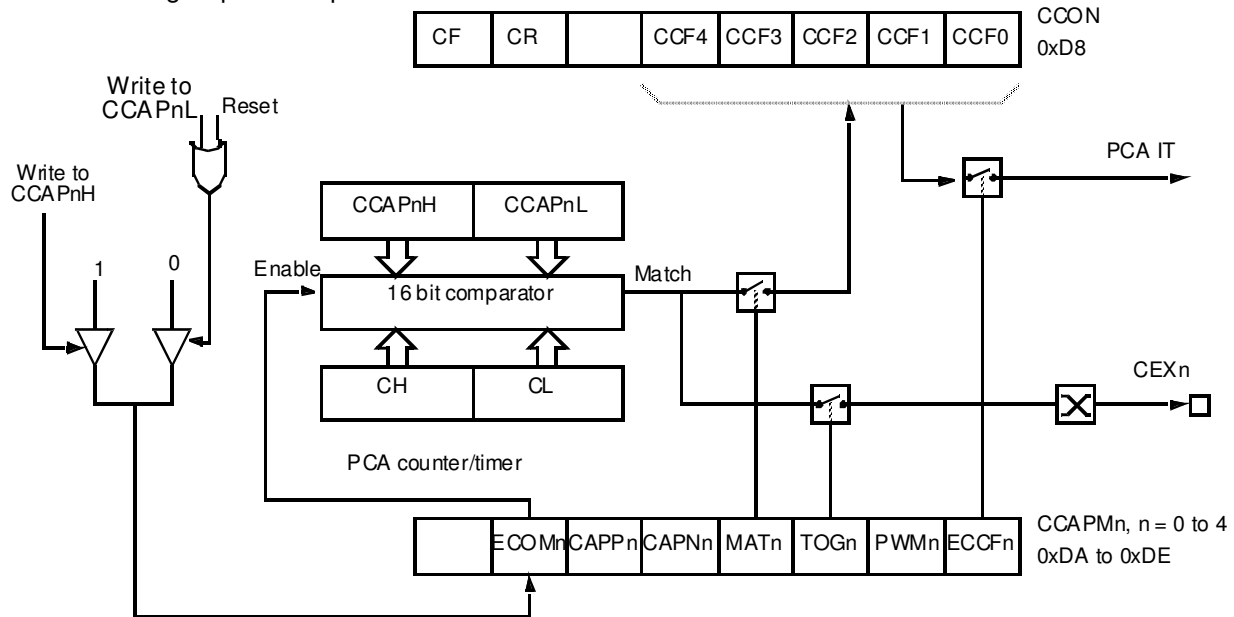 CF CR CCF4 CCF3 CCF2 CCF1 CCF0
CCON
0xD8
Write to
CCAPnL
Reset
Write to
CCAPnH
PCA IT
CCAPnH CCAPnL
1
0
Enable
16 bit comparator
Match
CH CL
CEXn
PCA counter/timer
ECOMn CAPPn CAPNn MATn TOGn PWMn ECCFn
CCAPMn, n = 0 to 4
0xDA to 0xDE